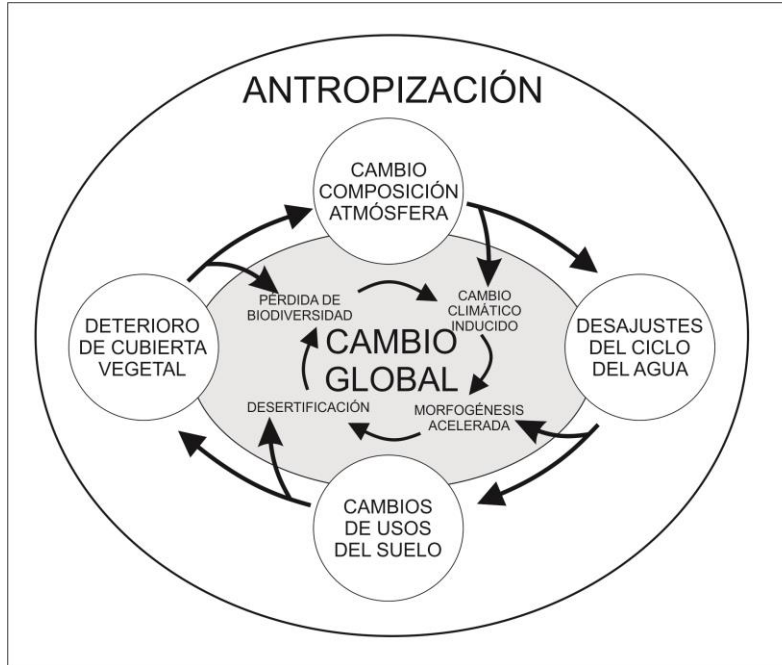 ANTROPIZACIÓN
CAMBIO
COMPOSICIÓN
ATMÓSFERA
PÉRDIDA DE
BIODIVERSIDAD
CAMBIO
CLIMÁTICO
INDUCIDO
DETERIORO
DE CUBIERTA
VEGETAL
CAMBIO
GLOBAL
DESAJUSTES
DEL CICLO
DEL AGUA
DESERTIFICACIÓN
MORFOGÉNESIS
ACELERADA
CAMBIOS
DE USOS
DEL SUELO